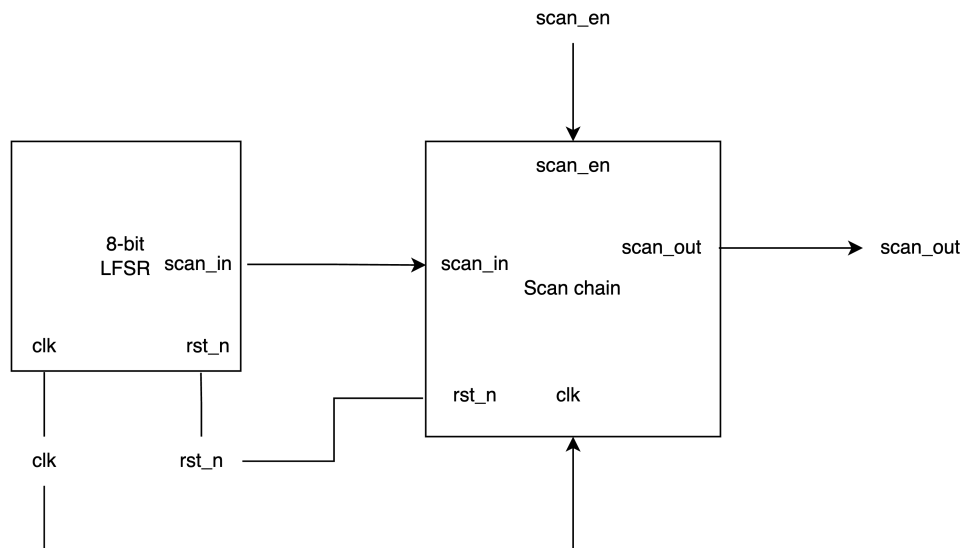 scan_en
scan_en
8-bit
LFSR
scan_in
scan_in
scan_out
scan_out
Scan chain
clk
rst_n
rst_n
clk
clk
rst_n